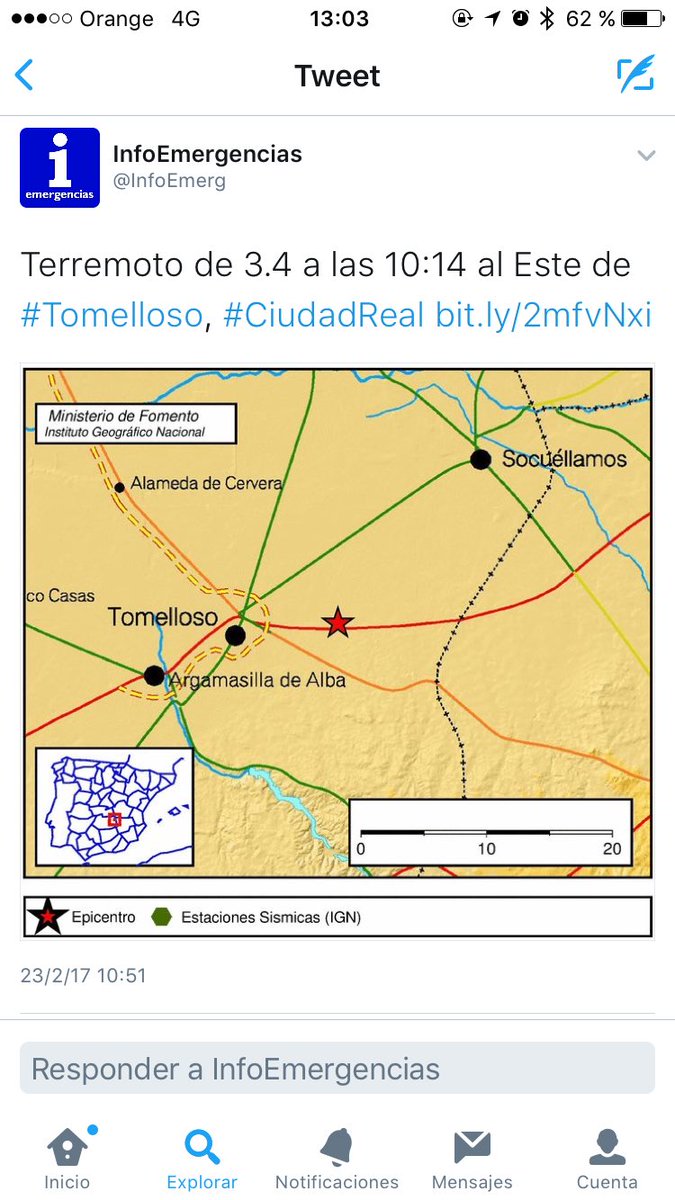 Orange 4G 13:03 62 %
Tweet
i
emergencias
InfoEmergencias
@InfoEmerg
Terremoto de 3.4 a las 10:14 al Este de
#Tomelloso, #CiudadReal bit.ly/2mfvNxi
Ministerio de Fomento
Instituto Geográfico Nacional
Socuéllamos
Alameda de Cervera
co Casas
Tomelloso
Argamasilla de Alba
0 10 20
Epicentro Estaciones Sismicas (IGN)
23/2/17 10:51
Responder a InfoEmergencias
Inicio Explorar Notificaciones Mensajes Cuenta